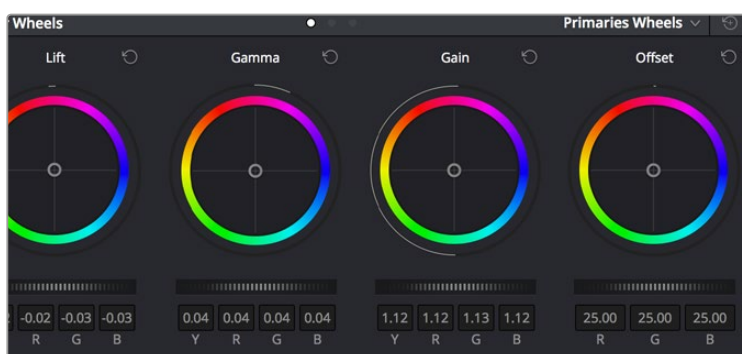 Wheels
Primaries Wheels
Lift
Gamma
Gain
Offset
-0.02 -0.03 -0.03
0.04 0.04 0.04 0.04
1.12 1.12 1.13 1.12
25.00 25.00 25.00
R G B
Y R G B
Y R G B
R G B